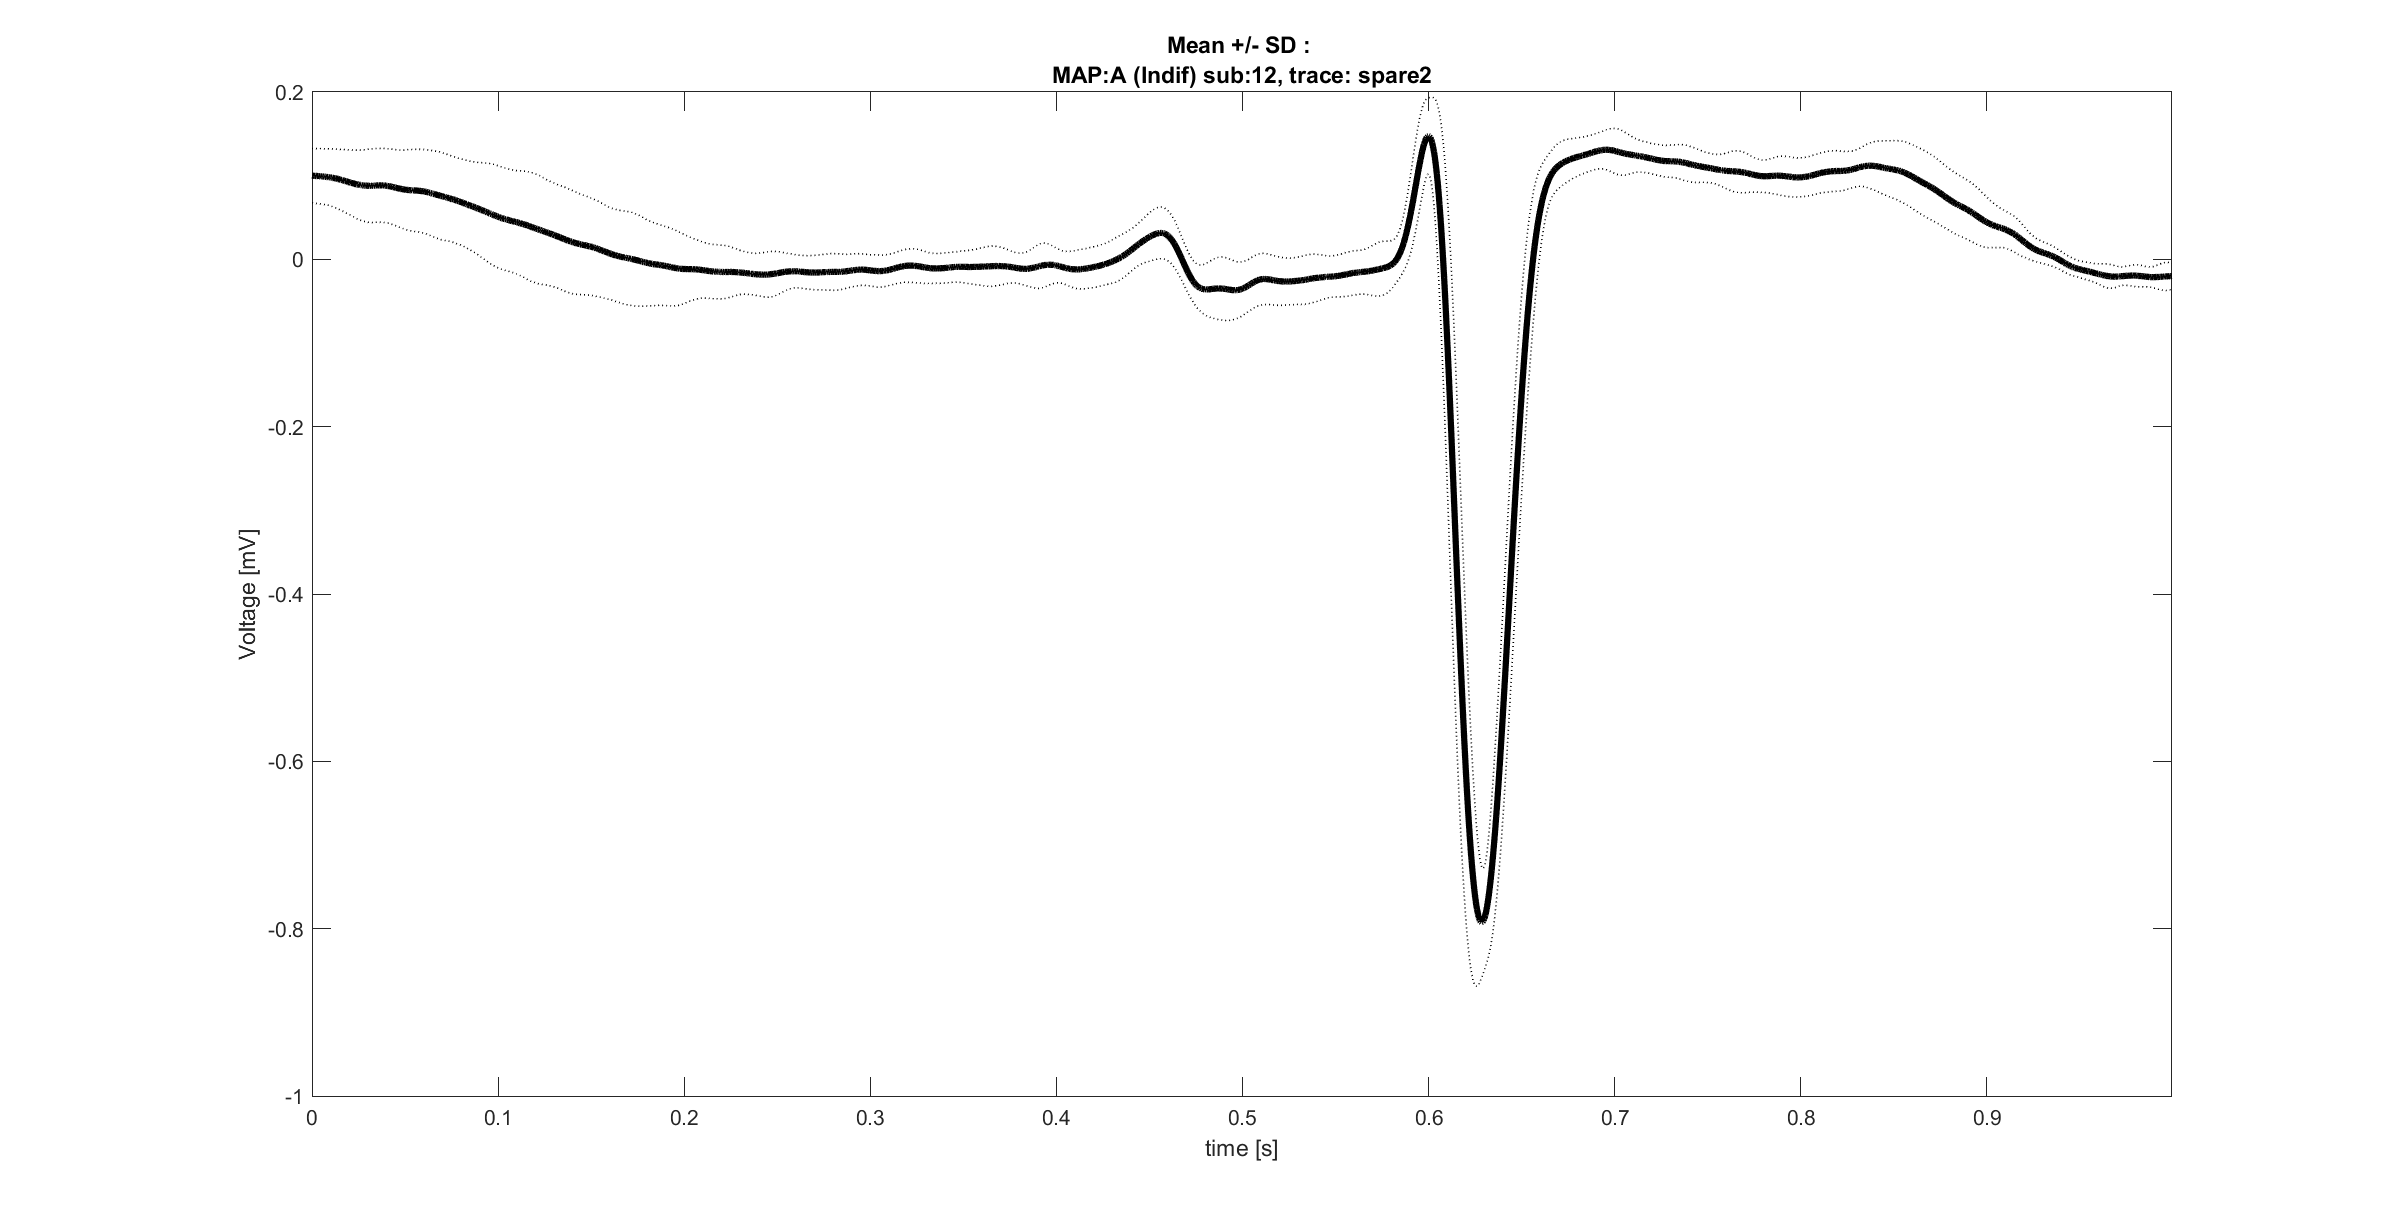 Mean +/- SD :
MAP:A (Indif) sub:12, trace: spare2
0.2
0
-0.2
-0.4
-0.6
-0.8
-1
Voltage [mV]
0 0.1 0.2 0.3 0.4 0.5 0.6 0.7 0.8 0.9
time [s]